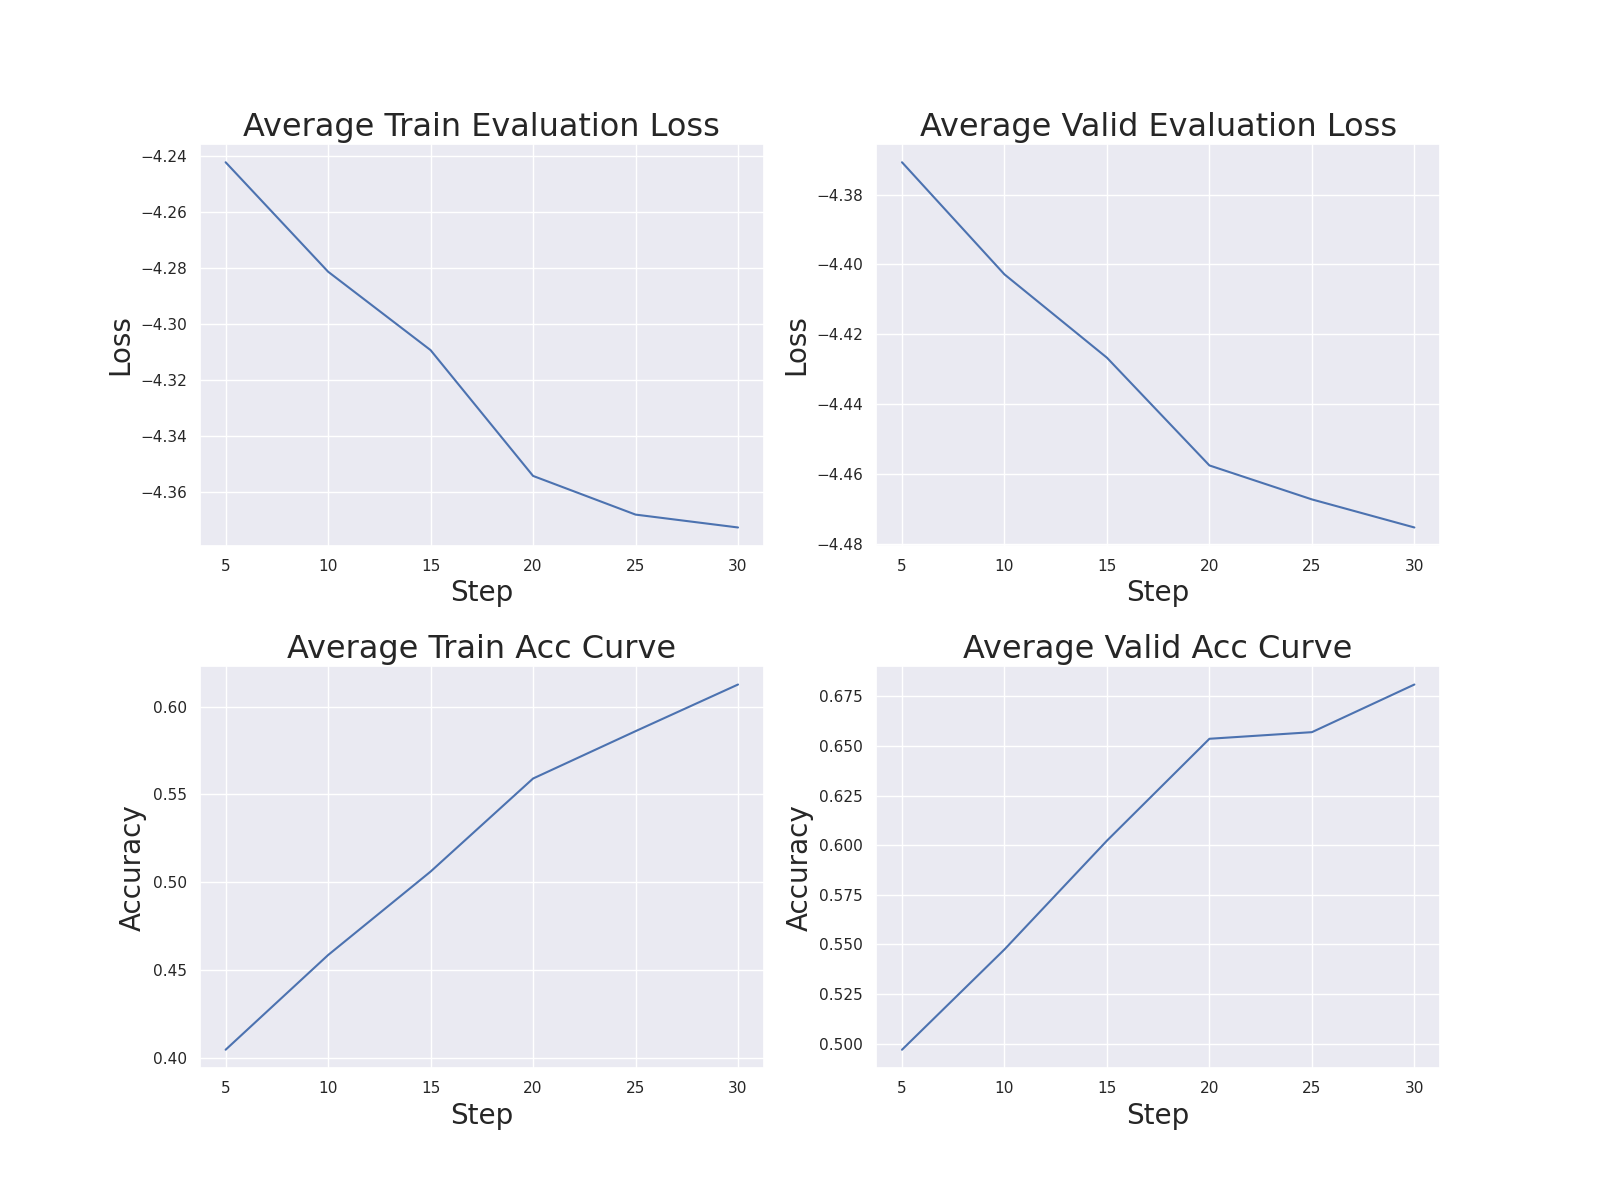 Average Train Evaluation Loss
Loss
−4.24
−4.26
−4.28
−4.30
−4.32
−4.34
−4.36
5 10 15 20 25 30
Step
Average Valid Evaluation Loss
Loss
−4.38
−4.40
−4.42
−4.44
−4.46
−4.48
5 10 15 20 25 30
Step
Average Train Acc Curve
Accuracy
0.60
0.55
0.50
0.45
0.40
5 10 15 20 25 30
Step
Average Valid Acc Curve
Accuracy
0.675
0.650
0.625
0.600
0.575
0.550
0.525
0.500
5 10 15 20 25 30
Step